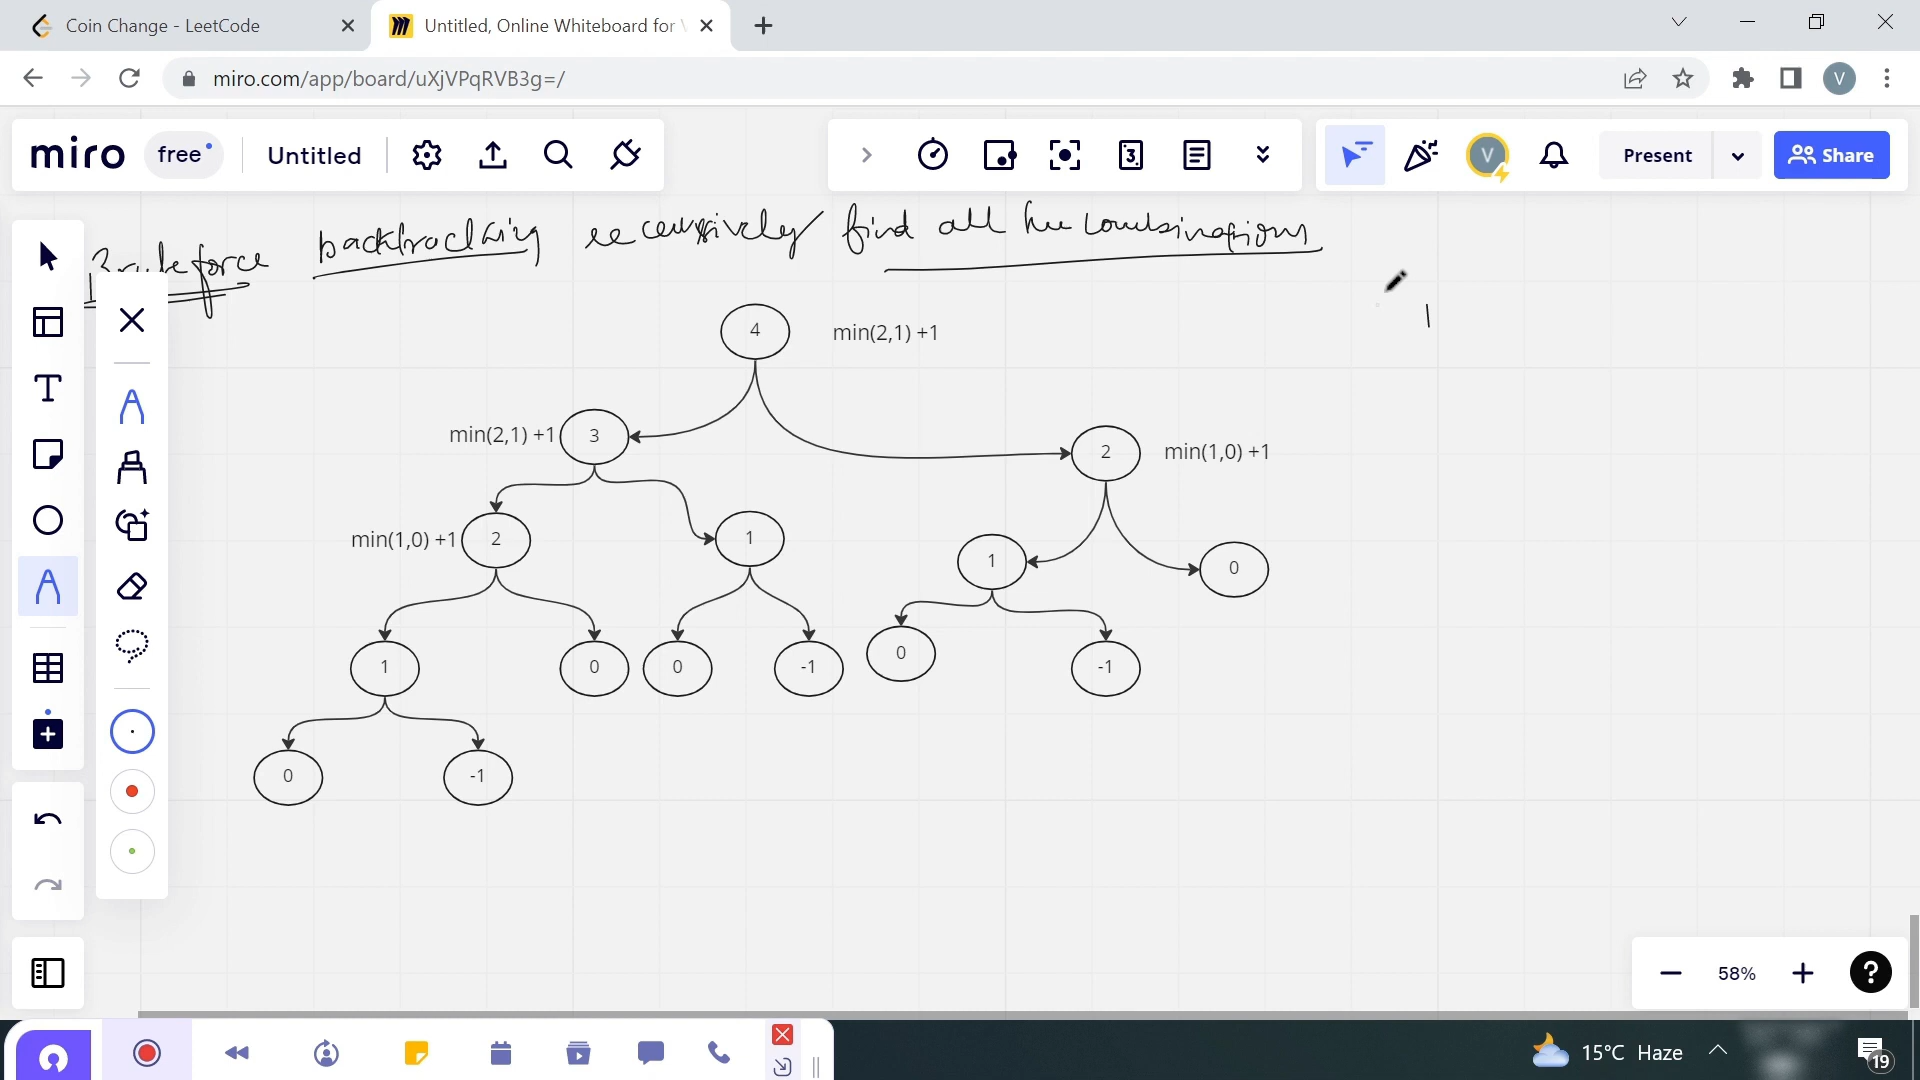 Coin Change - LeetCode
Untitled, Online Whiteboard for
miro.com/app/board/uXjVPqRVB3g=/
V
miro free Untitled
3
V
Present
Share
Bruteforce backtracking recursively find all the combinations
4 min(2,1) +1
min(2,1) +1 3
2 min(1,0) +1
min(1,0) +1 2
1
1
0
1
0
0
-1
0
-1
0
-1
58%
?
15°C Haze
19